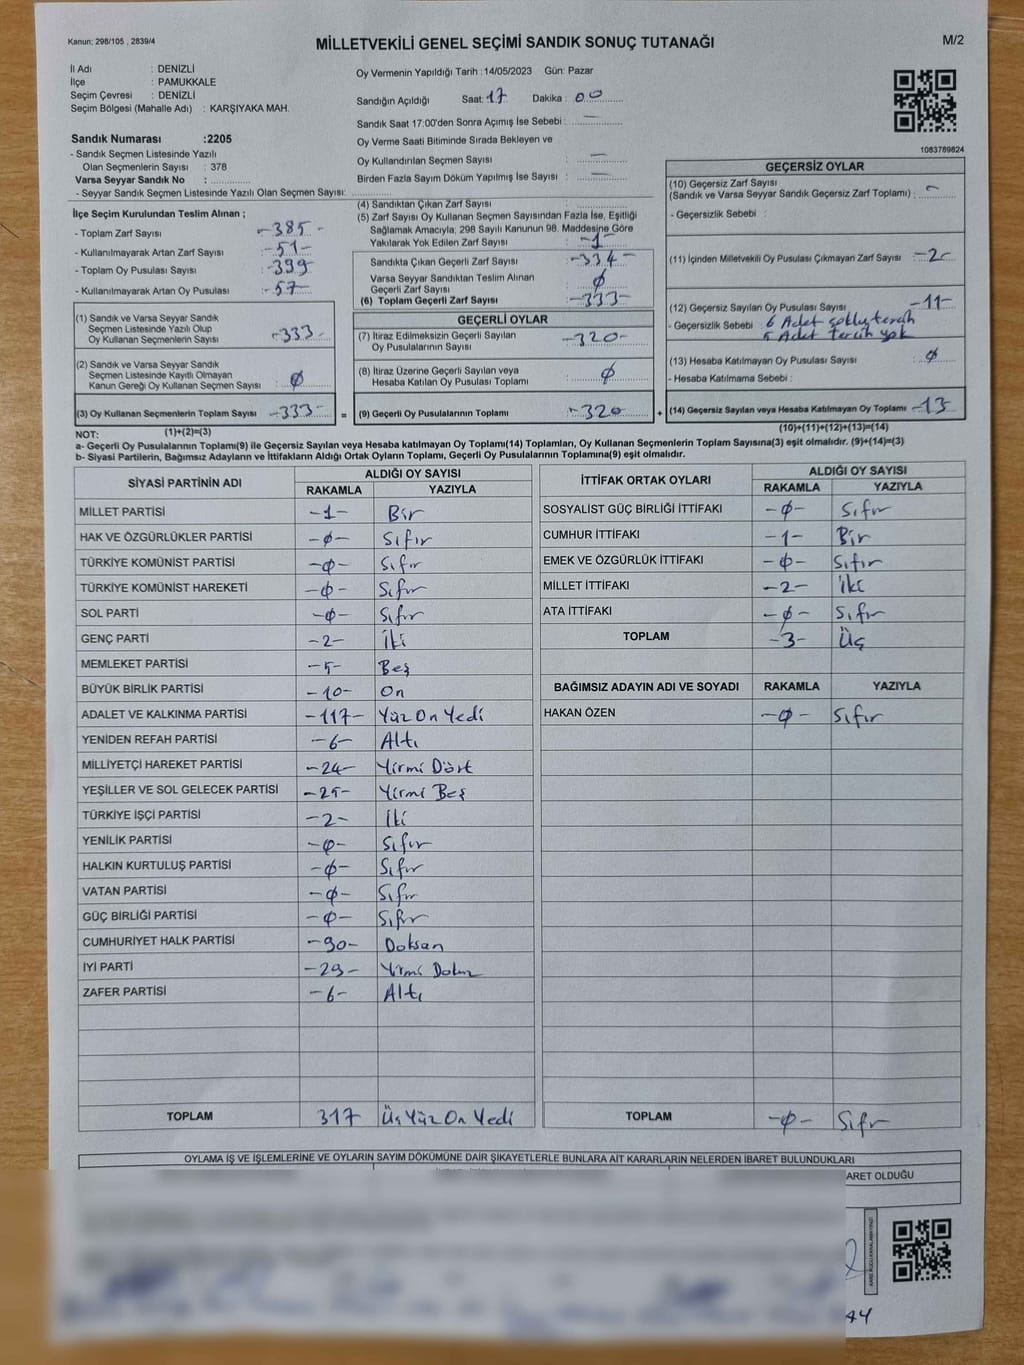 Kanun: 298/105 , 2839/4
MİLLETVEKİLİ GENEL SEÇİMİ SANDIK SONUÇ TUTANAĞI
M/2
İl Adı : DENİZLİ
İlçe : PAMUKKALE
Seçim Çevresi : DENİZLİ
Seçim Bölgesi (Mahalle Adı) : KARŞIYAKA MAH.
Sandık Numarası :2205
- Sandık Seçmen Listesinde Yazılı
Olan Seçmenlerin Sayısı : 378
Varsa Seyyar Sandık No :
- Seyyar Sandık Seçmen Listesinde Yazılı Olan Seçmen Sayısı:
Oy Vermenin Yapıldığı Tarih :14/05/2023 Gün: Pazar
Sandığın Açıldığı Saat: 17 Dakika : 00
Sandık Saat 17:00'den Sonra Açımış İse Sebebi : —
Oy Verme Saati Bitiminde Sırada Bekleyen ve
Oy Kullandırılan Seçmen Sayısı : —
Birden Fazla Sayım Döküm Yapılmış İse Sayısı : —
1083789824
İlçe Seçim Kurulundan Teslim Alınan ;
- Toplam Zarf Sayısı : -385-
- Kullanılmayarak Artan Zarf Sayısı : -51-
- Toplam Oy Pusulası Sayısı : -399-
- Kullanılmayarak Artan Oy Pusulası : -57-
(1) Sandık ve Varsa Seyyar Sandık
Seçmen Listesinde Yazılı Olup
Oy Kullanan Seçmenlerin Sayısı : -333-
(2) Sandık ve Varsa Seyyar Sandık
Seçmen Listesinde Kayıtlı Olmayan
Kanun Gereği Oy Kullanan Seçmen Sayısı : Ø
(3) Oy Kullanan Seçmenlerin Toplam Sayısı : -333- =
(4) Sandıktan Çıkan Zarf Sayısı :
(5) Zarf Sayısı Oy Kullanan Seçmen Sayısından Fazla İse, Eşitliği
Sağlamak Amacıyla; 298 Sayılı Kanunun 98. Maddesine Göre
Yakılarak Yok Edilen Zarf Sayısı : -1-
Sandıkta Çıkan Geçerli Zarf Sayısı : -334-
Varsa Seyyar Sandıktan Teslim Alınan
Geçerli Zarf Sayısı : Ø
(6) Toplam Geçerli Zarf Sayısı : -333-
GEÇERLİ OYLAR
(7) İtiraz Edilmeksizin Geçerli Sayılan
Oy Pusulalarının Sayısı : -320-
(8) İtiraz Üzerine Geçerli Sayılan veya
Hesaba Katılan Oy Pusulası Toplamı : Ø
(9) Geçerli Oy Pusulalarının Toplamı : -320- +
GEÇERSİZ OYLAR
(10) Geçersiz Zarf Sayısı
(Sandık ve Varsa Seyyar Sandık Geçersiz Zarf Toplamı) : -
- Geçersizlik Sebebi :
(11) İçinden Milletvekili Oy Pusulası Çıkmayan Zarf Sayısı : -2-
(12) Geçersiz Sayılan Oy Pusulası Sayısı : -11-
- Geçersizlik Sebebi : 6 Adet çoklu tercih
5 Adet tercih yok
(13) Hesaba Katılmayan Oy Pusulası Sayısı : Ø
- Hesaba Katılmama Sebebi :
(14) Geçersiz Sayılan veya Hesaba Katılmayan Oy Toplamı : -13-
NOT: (1)+(2)=(3)
(10)+(11)+(12)+(13)=(14)
a- Geçerli Oy Pusulalarının Toplamı(9) ile Geçersiz Sayılan veya Hesaba katılmayan Oy Toplamı(14) Toplamları, Oy Kullanan Seçmenlerin Toplam Sayısına(3) eşit olmalıdır. (9)+(14)=(3)
b- Siyasi Partilerin, Bağımsız Adayların ve İttifakların Aldığı Ortak Oyların Toplamı, Geçerli Oy Pusulalarının Toplamına(9) eşit olmalıdır.
SİYASİ PARTİNİN ADI ALDIĞI OY SAYISI
RAKAMLA YAZIYLA
MİLLET PARTİSİ -1- Bir
HAK VE ÖZGÜRLÜKLER PARTİSİ -Ø- Sıfır
TÜRKİYE KOMÜNİST PARTİSİ -Ø- Sıfır
TÜRKİYE KOMÜNİST HAREKETİ -Ø- Sıfır
SOL PARTİ -Ø- Sıfır
GENÇ PARTİ -2- İki
MEMLEKET PARTİSİ -5- Beş
BÜYÜK BİRLİK PARTİSİ -10- On
ADALET VE KALKINMA PARTİSİ -117- Yüz On Yedi
YENİDEN REFAH PARTİSİ -6- Altı
MİLLİYETÇİ HAREKET PARTİSİ -24- Yirmi Dört
YEŞİLLER VE SOL GELECEK PARTİSİ -25- Yirmi Beş
TÜRKİYE İŞÇİ PARTİSİ -2- İki
YENİLİK PARTİSİ -Ø- Sıfır
HALKIN KURTULUŞ PARTİSİ -Ø- Sıfır
VATAN PARTİSİ -Ø- Sıfır
GÜÇ BİRLİĞİ PARTİSİ -Ø- Sıfır
CUMHURİYET HALK PARTİSİ -90- Doksan
İYİ PARTİ -29- Yirmi Dokuz
ZAFER PARTİSİ -6- Altı
TOPLAM 317 Üç Yüz On Yedi
İTTİFAK ORTAK OYLARI ALDIĞI OY SAYISI
RAKAMLA YAZIYLA
SOSYALİST GÜÇ BİRLİĞİ İTTİFAKI -Ø- Sıfır
CUMHUR İTTİFAKI -1- Bir
EMEK VE ÖZGÜRLÜK İTTİFAKI -Ø- Sıfır
MİLLET İTTİFAKI -2- İki
ATA İTTİFAKI -Ø- Sıfır
TOPLAM -3- Üç
BAĞIMSIZ ADAYIN ADI VE SOYADI RAKAMLA YAZIYLA
HAKAN ÖZEN -Ø- Sıfır
TOPLAM -Ø- Sıfır
OYLAMA İŞ VE İŞLEMLERİNE VE OYLARIN SAYIM DÖKÜMÜNE DAİR ŞİKAYETLERLE BUNLARA AİT KARARLARIN NELERDEN İBARET BULUNDUKLARI
ARET OLDUĞU